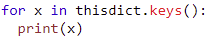 for x in thisdict.keys():
  print(x)